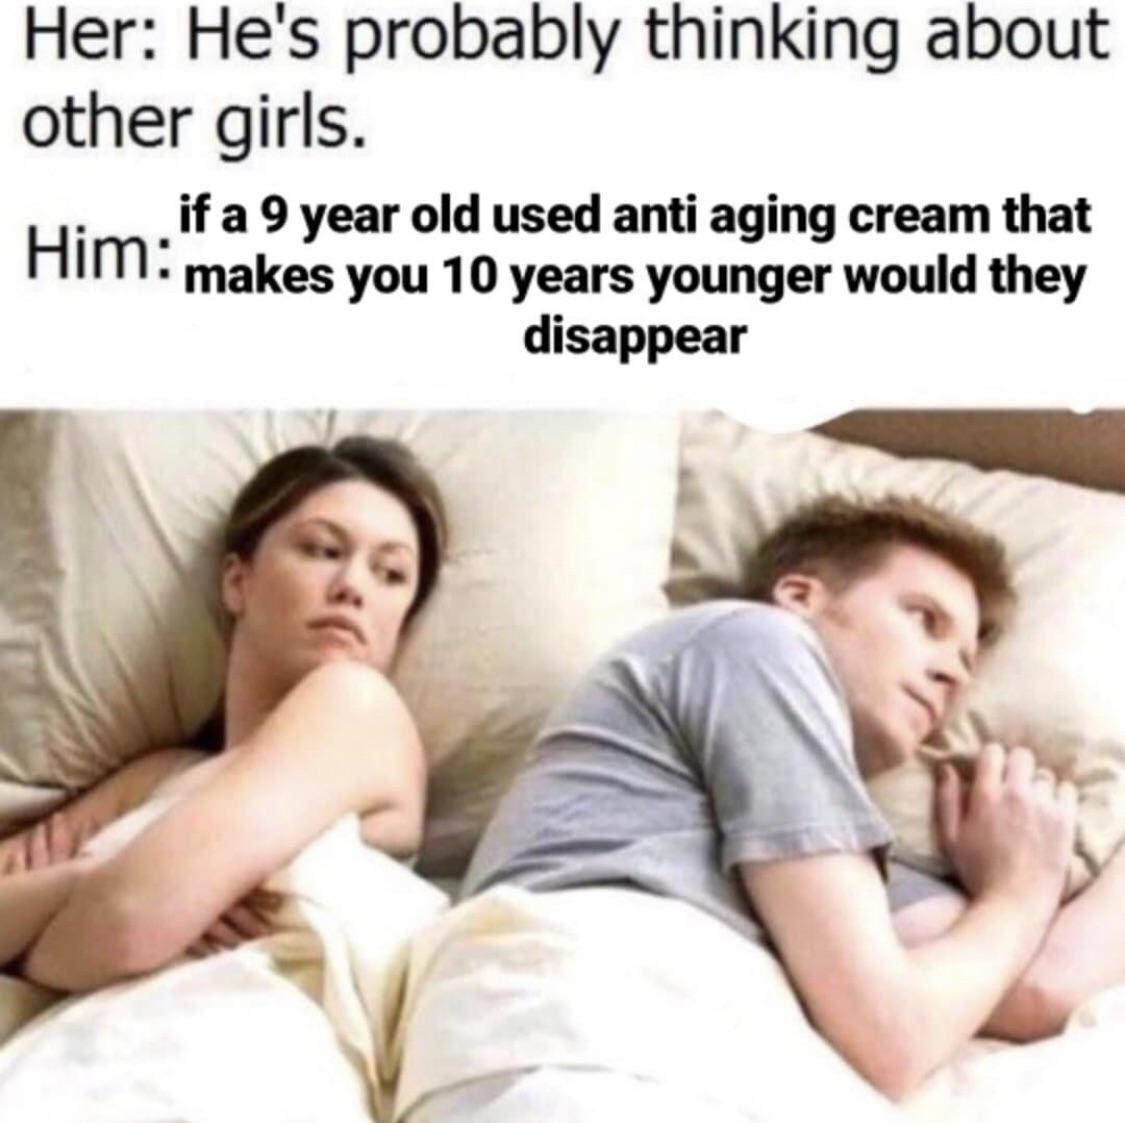 Her: He's probably thinking about
other girls.
Him: if a 9 year old used anti aging cream that
makes you 10 years younger would they
disappear